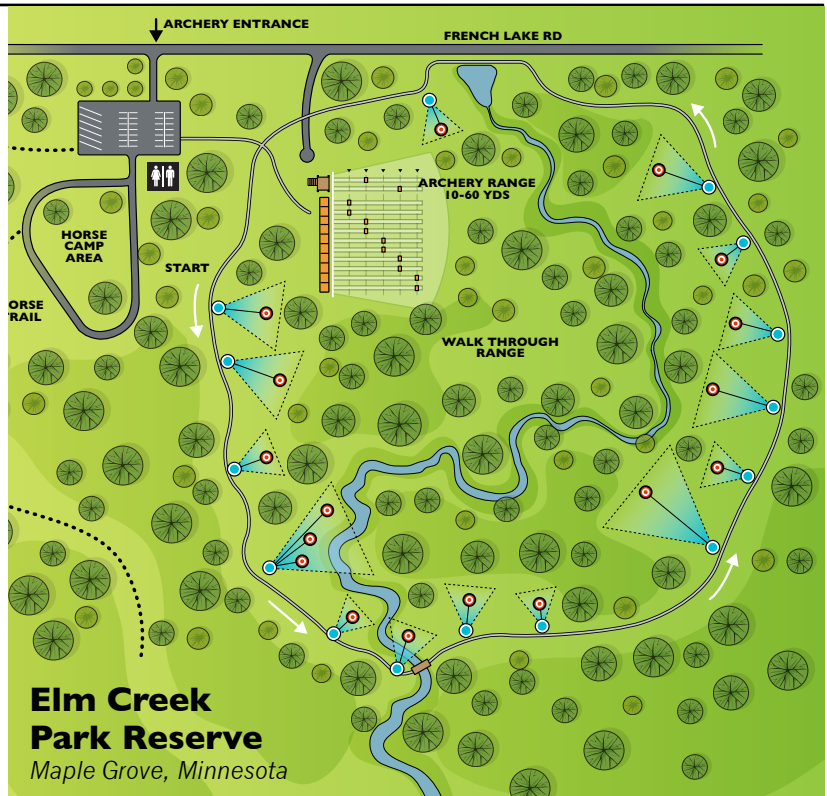 ARCHERY ENTRANCE
FRENCH LAKE RD
ARCHERY RANGE
10-60 YDS
HORSE
CAMP
AREA
START
ORSE
TRAIL
WALK THROUGH
RANGE
Elm Creek
Park Reserve
Maple Grove, Minnesota